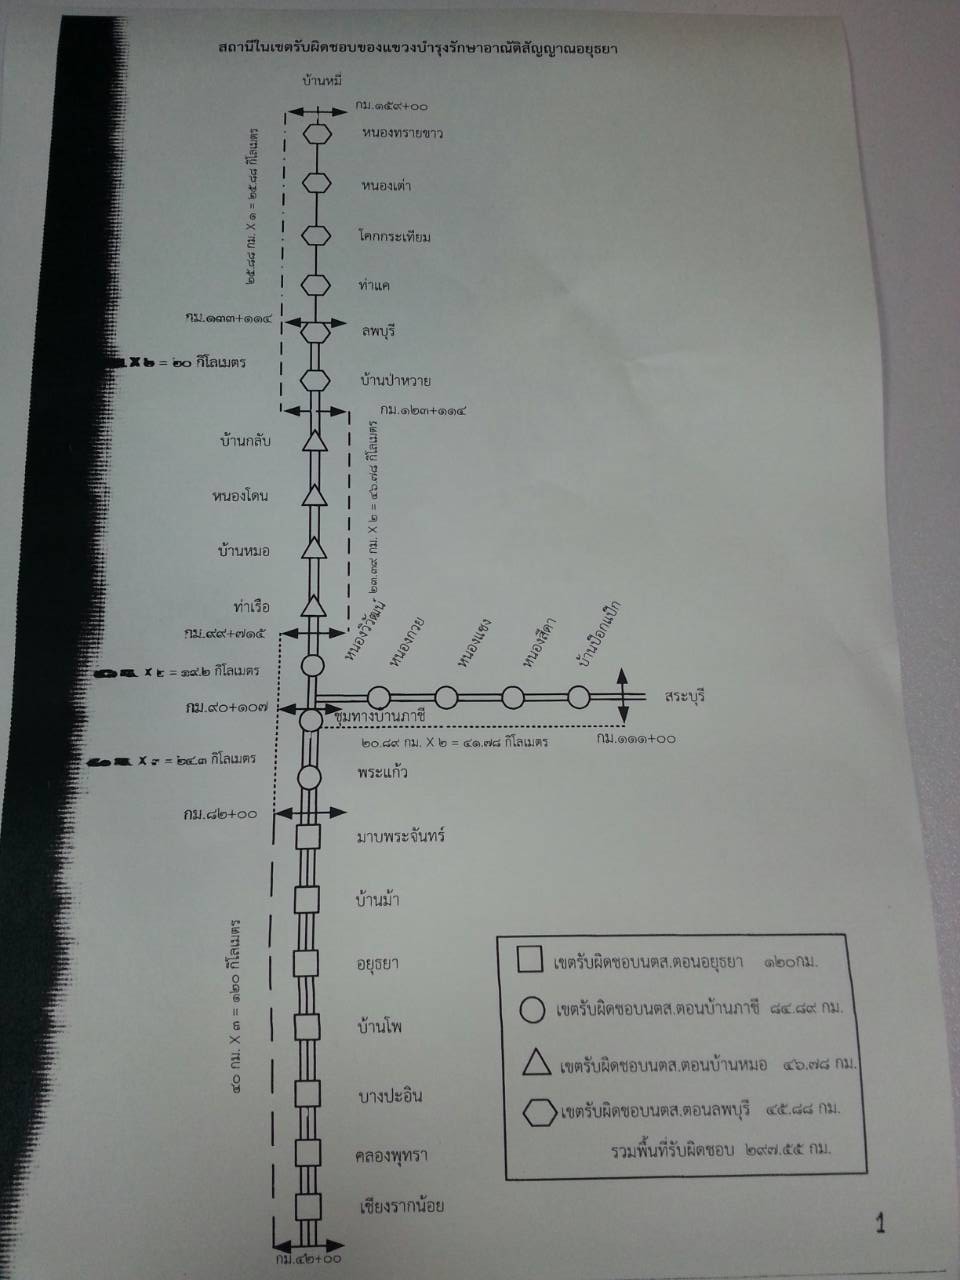 สถานีในเขตรับผิดชอบของแขวงบำรุงรักษาอาณัติสัญญาณอยุธยา
บ้านหมี่
กม.๑๕๙+๐๐
หนองทรายขาว
๒๕.๘๘ กม. X ๑ = ๒๕.๘๘ กิโลเมตร
หนองเต่า
โคกกระเทียม
ท่าแค
กม.๑๓๓+๑๑๔
ลพบุรี
X ๒ = ๒๐ กิโลเมตร
บ้านป่าหวาย
กม.๑๒๓+๑๑๔
บ้านกลับ
หนองโดน
๒๓.๓๙ กม. X ๒ = ๔๖.๗๘ กิโลเมตร
บ้านหมอ
ท่าเรือ
กม.๙๙+๗๑๕
หนองวิวัฒน์
หนองกวย
หนองแซง
หนองสีดา
บ้านป๊อกแป๊ก
X ๒ = ๑๙.๒ กิโลเมตร
สระบุรี
กม.๙๐+๑๐๗
ชุมทางบ้านภาชี
๒๐.๘๙ กม. X ๒ = ๔๑.๗๘ กิโลเมตร
กม.๑๑๑+๐๐
X ๓ = ๒๔.๓ กิโลเมตร
พระแก้ว
กม.๘๒+๐๐
มาบพระจันทร์
บ้านม้า
อยุธยา
บ้านโพ
๔๐ กม. X ๓ = ๑๒๐ กิโลเมตร
บางปะอิน
คลองพุทรา
เชียงรากน้อย
กม.๔๒+๐๐
เขตรับผิดชอบนตส.ตอนอยุธยา ๑๒๐กม.
เขตรับผิดชอบนตส.ตอนบ้านภาชี ๘๔.๘๙ กม.
เขตรับผิดชอบนตส.ตอนบ้านหมอ ๔๖.๗๘ กม.
เขตรับผิดชอบนตส.ตอนลพบุรี ๔๕.๘๘ กม.
รวมพื้นที่รับผิดชอบ ๒๙๗.๕๕ กม.
1